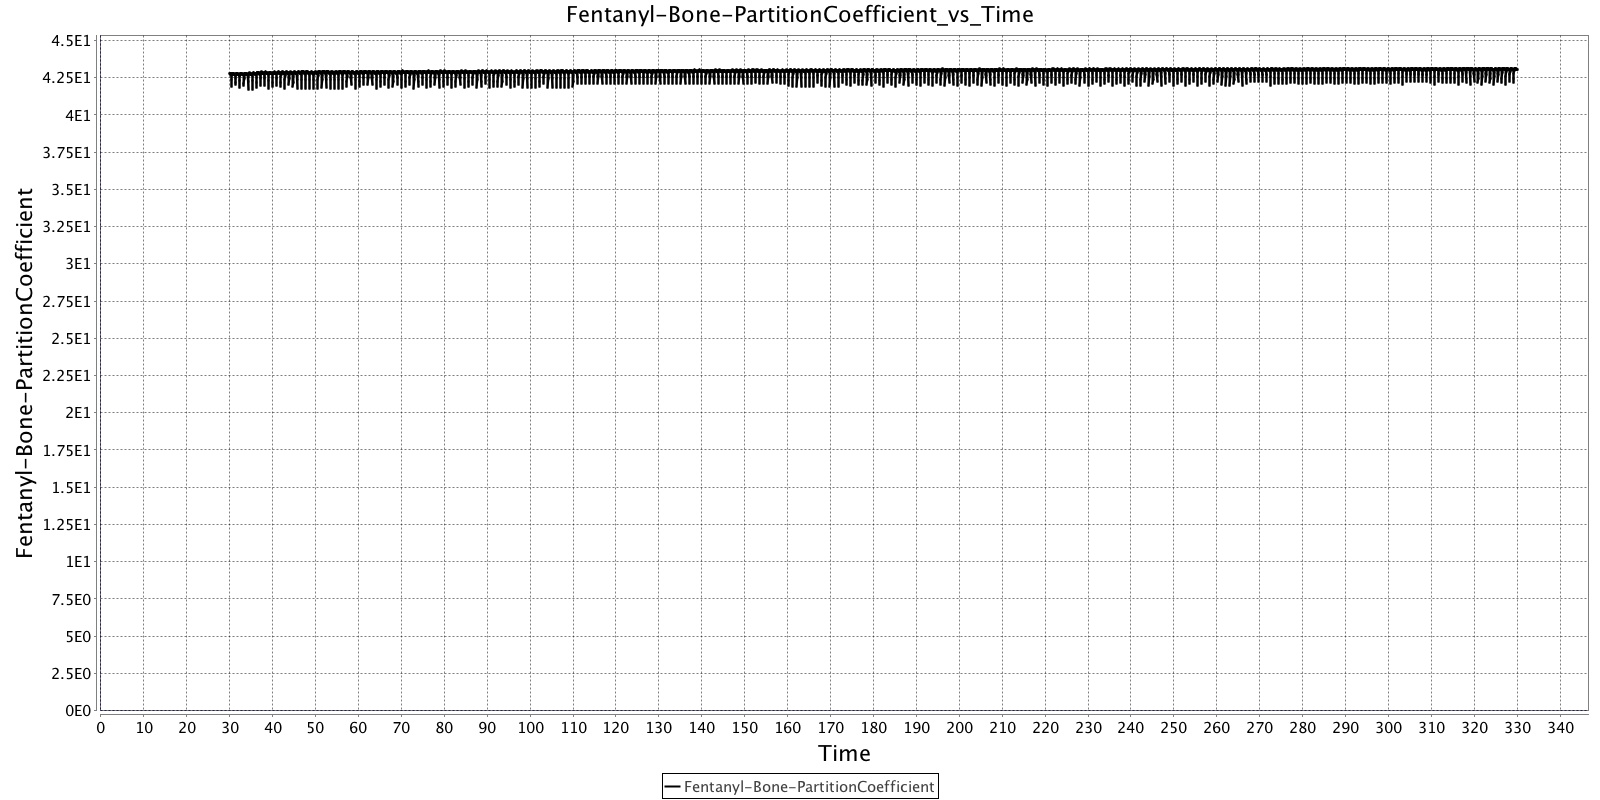 Fentanyl-Bone-PartitionCoefficient_vs_Time
Fentanyl-Bone-PartitionCoefficient
4.5E1
4.25E1
4E1
3.75E1
3.5E1
3.25E1
3E1
2.75E1
2.5E1
2.25E1
2E1
1.75E1
1.5E1
1.25E1
1E1
7.5E0
5E0
2.5E0
0E0
0 10 20 30 40 50 60 70 80 90 100 110 120 130 140 150 160 170 180 190 200 210 220 230 240 250 260 270 280 290 300 310 320 330 340
Time
Fentanyl-Bone-PartitionCoefficient